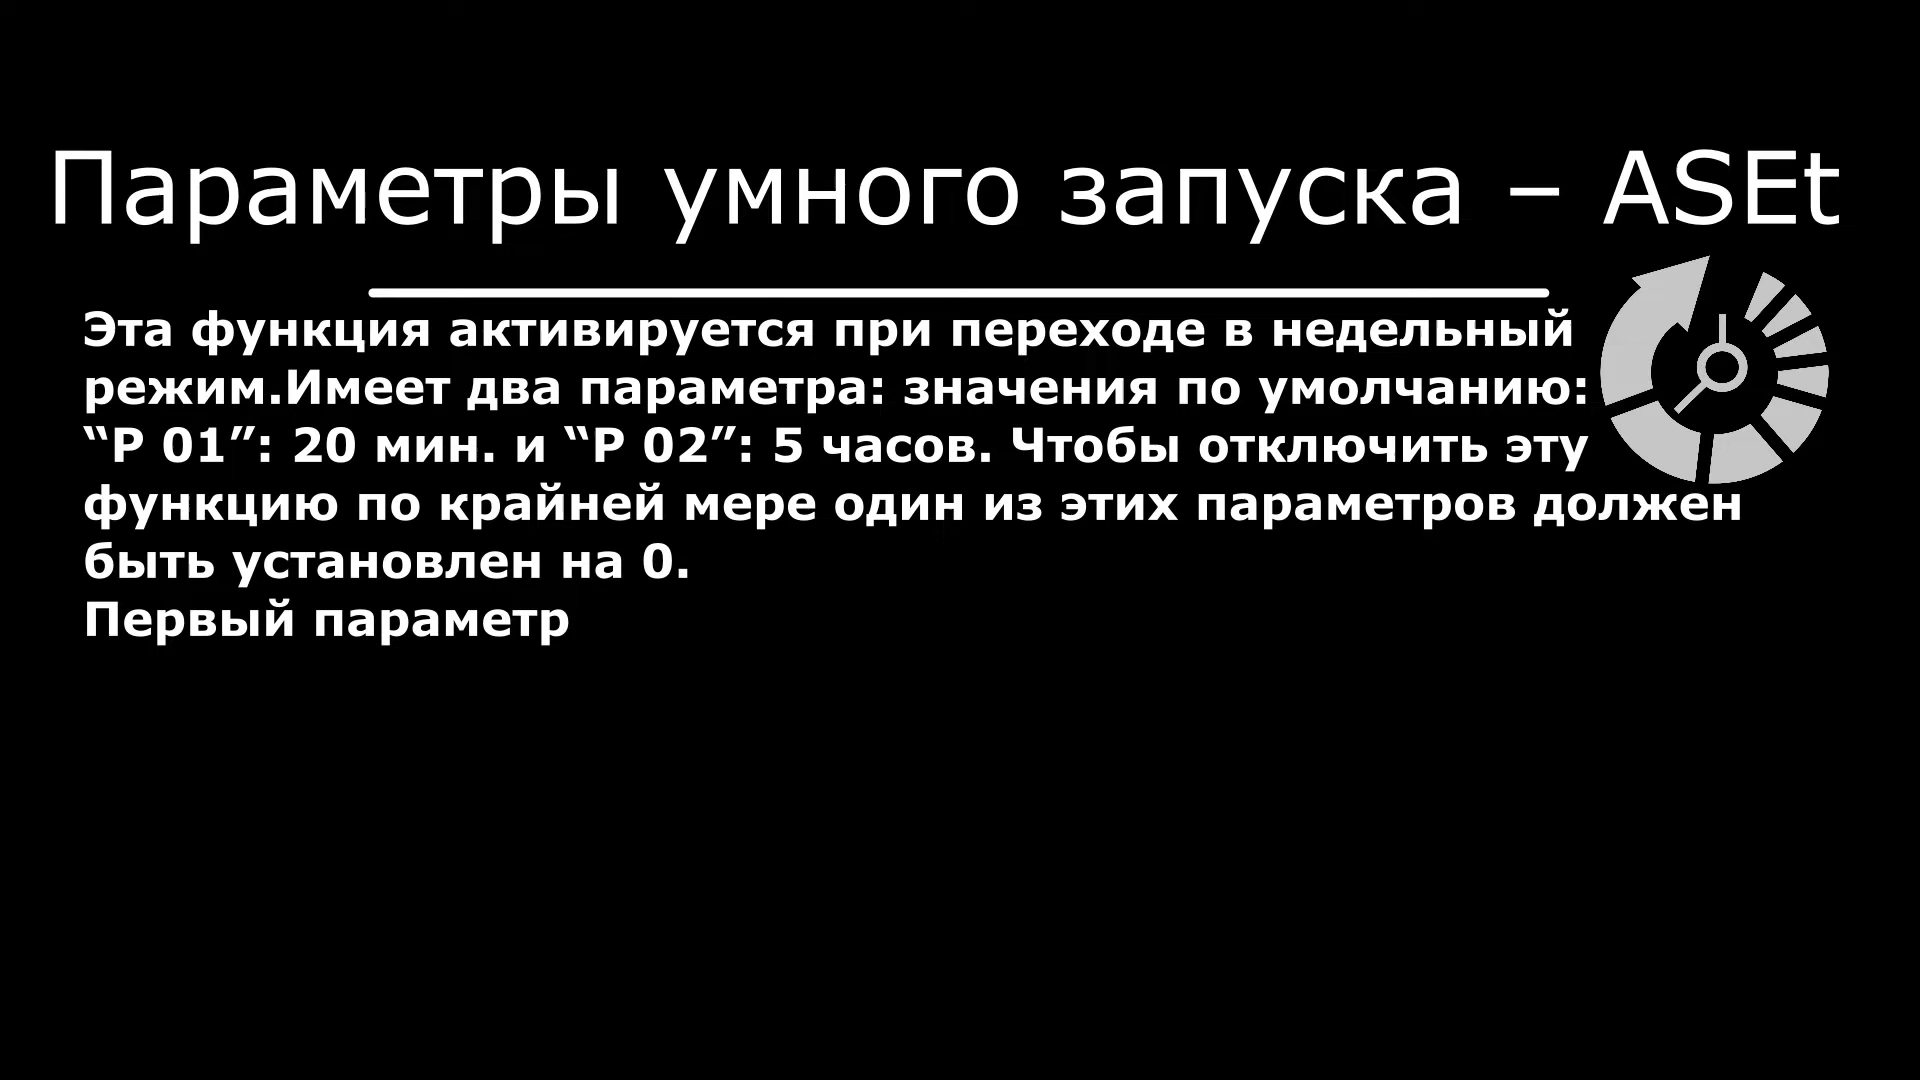 Параметры умного запуска – ASEt
Эта функция активируется при переходе в недельный
режим.Имеет два параметра: значения по умолчанию:
“P 01”: 20 мин. и “P 02”: 5 часов. Чтобы отключить эту
функцию по крайней мере один из этих параметров должен
быть установлен на 0.
Первый параметр